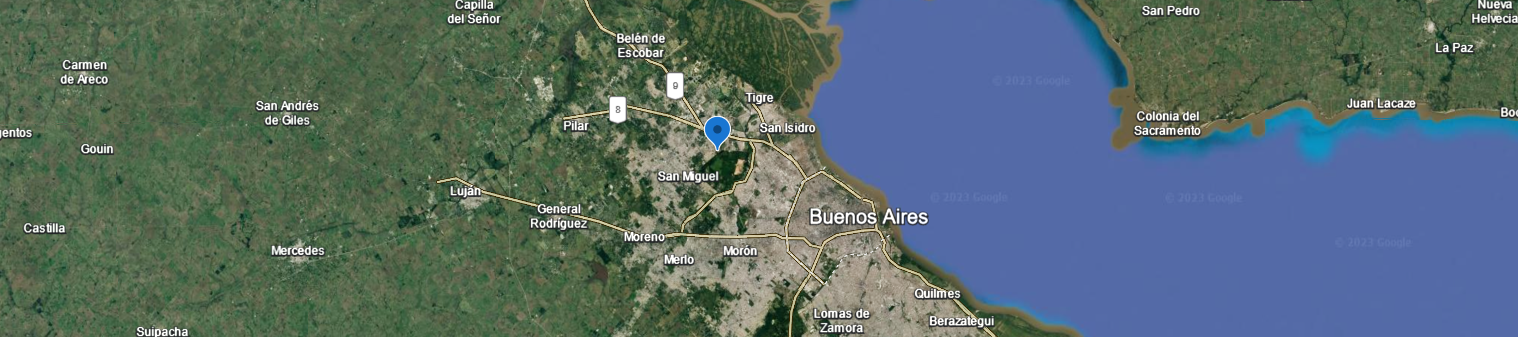 Capilla
del Señor
San Pedro
Nueva
Helvecia
Belén de
Escobar
La Paz
Carmen
de Areco
© 2023 Google
9
Tigre
San Andrés
de Giles
8
Juan Lacaze
Pilar
San Isidro
Colonia del
Sacramento
Gouin
San Miguel
Luján
© 2023 Google
© 2023 Google
General
Rodríguez
Buenos Aires
Castilla
Moreno
© 2023 Google
Mercedes
Morón
Merlo
Quilmes
Lomas de
Zamora
Berazategui
Suipacha